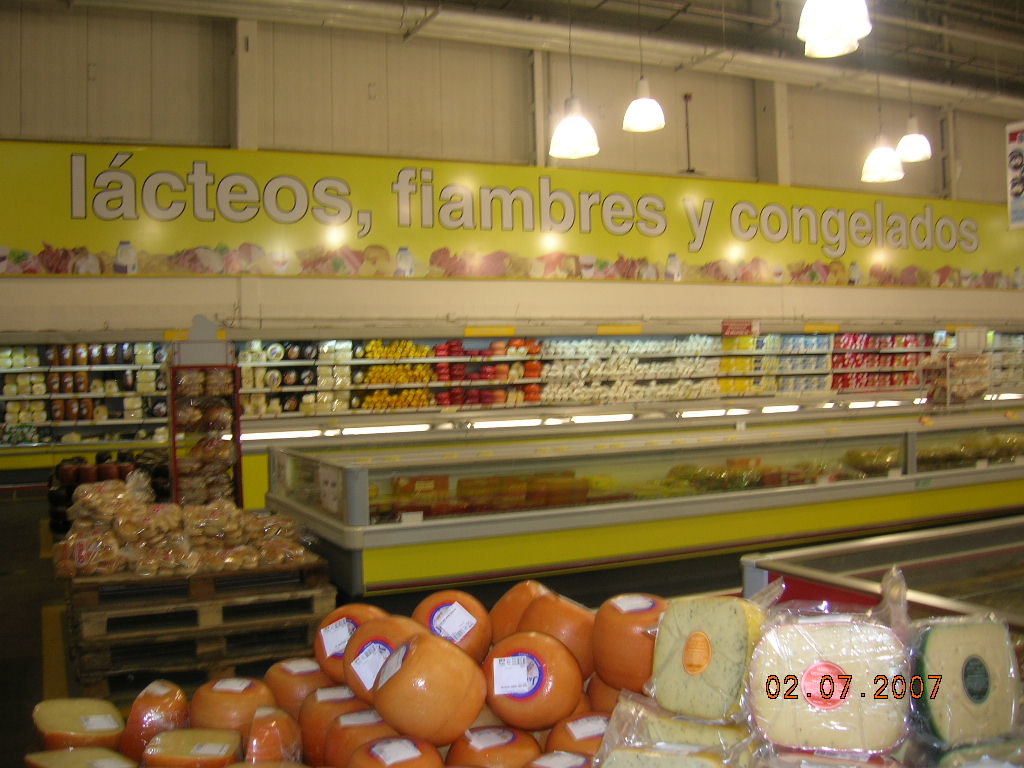 lácteos, fiambres y congelados
02.07.2007